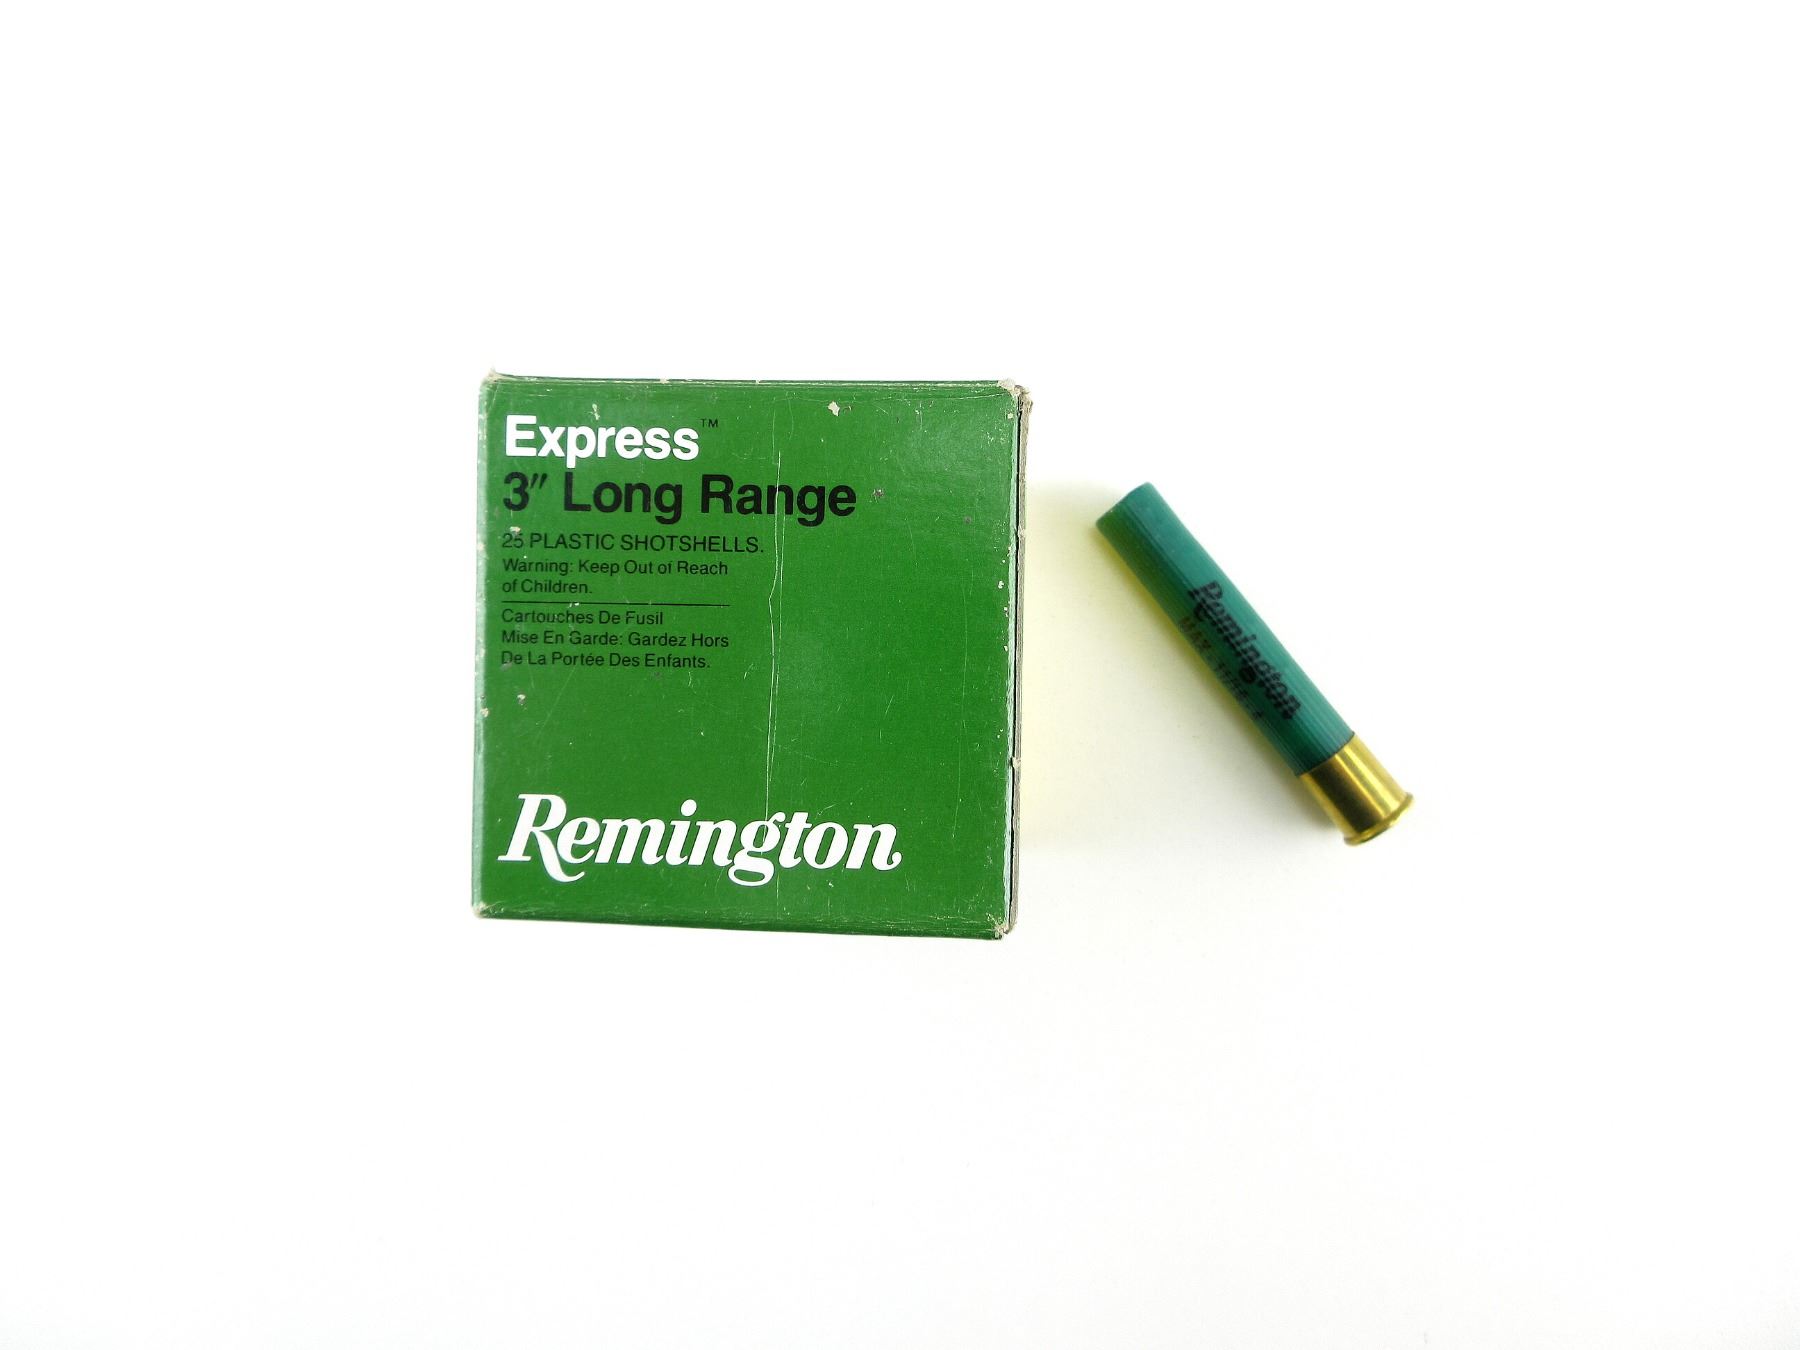 Express™
3" Long Range
25 PLASTIC SHOTSHELLS.
Warning: Keep Out of Reach
of Children.
Cartouches De Fusil
Mise En Garde: Gardez Hors
De La Portée Des Enfants.
Remington
Remington
MAX